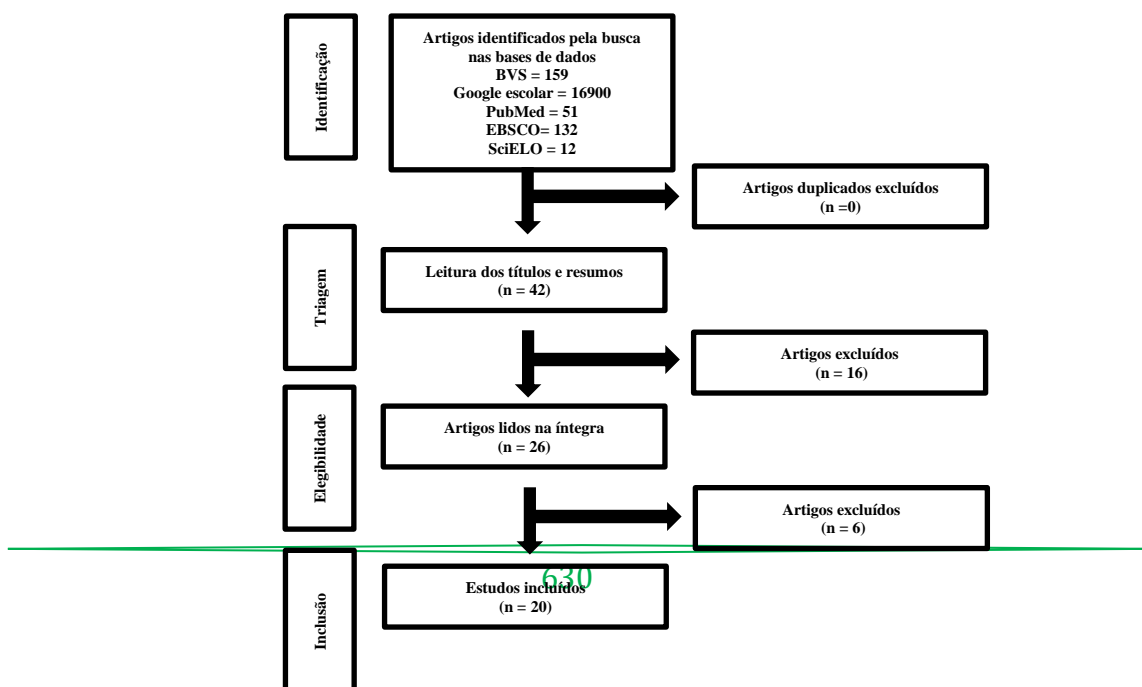 Identificação
Artigos identificados pela busca
nas bases de dados
BVS = 159
Google escolar = 16900
PubMed = 51
EBSCO= 132
SciELO = 12
Artigos duplicados excluídos
(n =0)
Triagem
Leitura dos títulos e resumos
(n = 42)
Artigos excluídos
(n = 16)
Elegibilidade
Artigos lidos na íntegra
(n = 26)
Artigos excluídos
(n = 6)
Inclusão
630
Estudos incluídos
(n = 20)